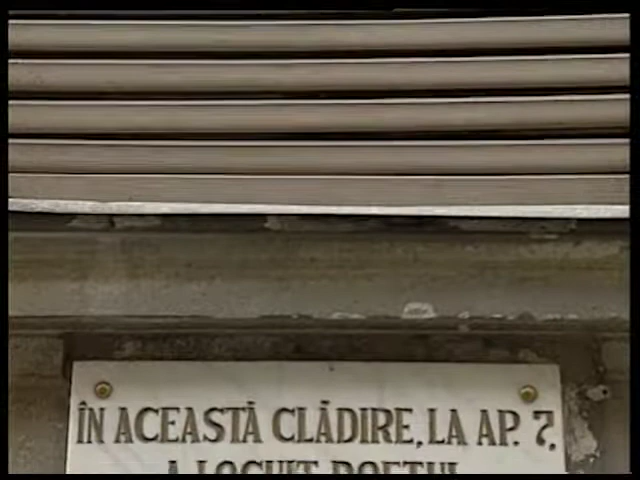 ÎN ACEASTĂ CLĂDIRE, LA AP. 7,
A LOCUIT POETUL